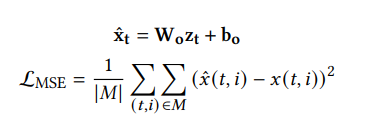 x̂ₜ = Wₒzₜ + bₒ
ℒ_MSE = 1/|M| ∑∑_(t,i)∈M (x̂(t, i) − x(t, i))²